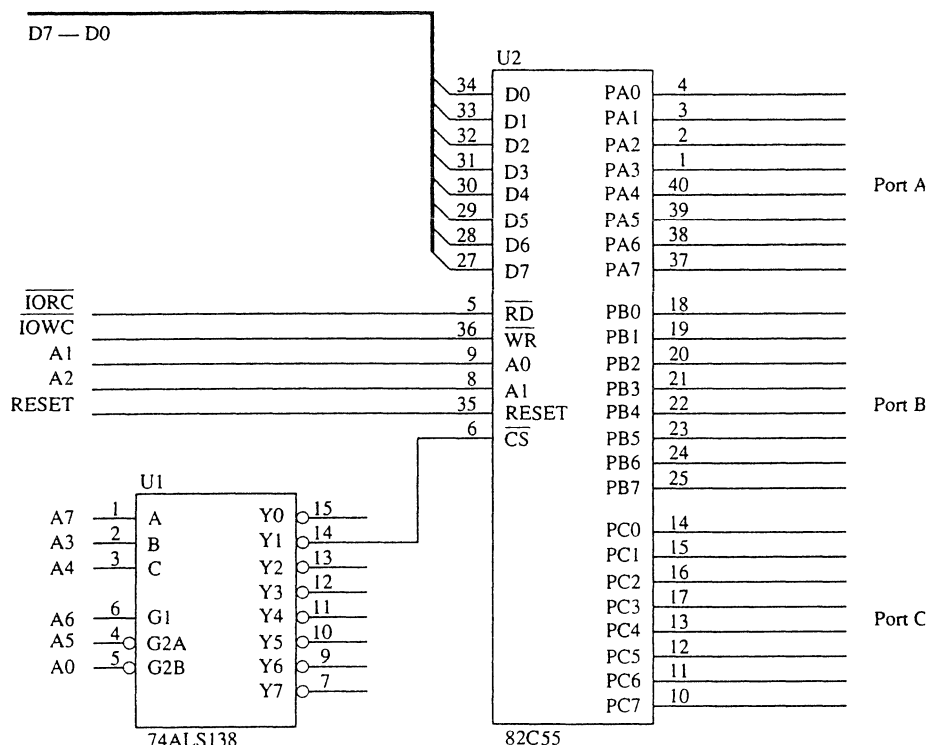 D7 — D0
U2
34 D0 PA0 4
33 D1 PA1 3
32 D2 PA2 2
31 D3 PA3 1
30 D4 PA4 40
29 D5 PA5 39
28 D6 PA6 38
27 D7 PA7 37
Port A
IORC 5 RD PB0 18
IOWC 36 WR PB1 19
A1 9 A0 PB2 20
A2 8 A1 PB3 21
RESET 35 RESET PB4 22
6 CS PB5 23
PB6 24
PB7 25
Port B
U1
A7 1 A Y0 15
A3 2 B Y1 14
A4 3 C Y2 13
Y3 12
A6 6 G1 Y4 11
A5 4 G2A Y5 10
A0 5 G2B Y6 9
Y7 7
74ALS138
PC0 14
PC1 15
PC2 16
PC3 17
PC4 13
PC5 12
PC6 11
PC7 10
Port C
82C55